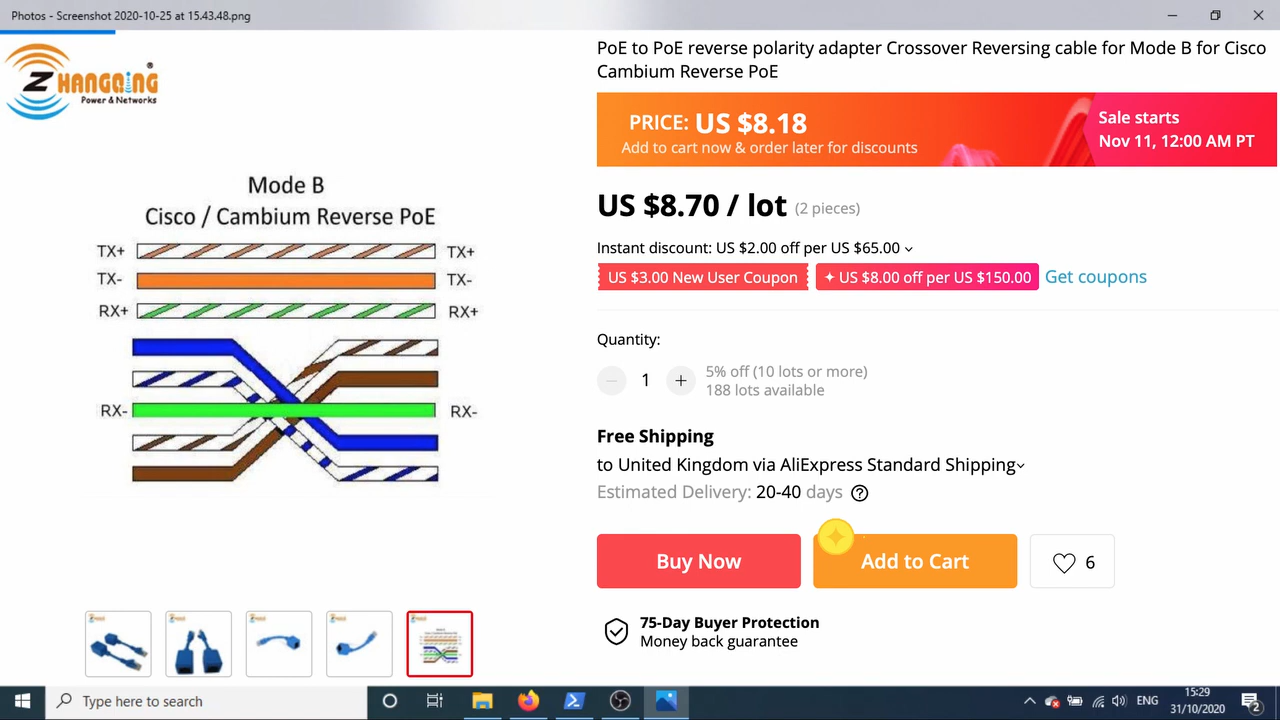 Photos - Screenshot 2020-10-25 at 15.43.48.png
ZHANGQING®
Power & Networks
Mode B
Cisco / Cambium Reverse PoE
TX+ TX+
TX- TX-
RX+ RX+
RX- RX-
PoE to PoE reverse polarity adapter Crossover Reversing cable for Mode B for Cisco
Cambium Reverse PoE
PRICE: US $8.18
Add to cart now & order later for discounts
Sale starts
Nov 11, 12:00 AM PT
US $8.70 / lot (2 pieces)
Instant discount: US $2.00 off per US $65.00
US $3.00 New User Coupon US $8.00 off per US $150.00 Get coupons
Quantity:
1
5% off (10 lots or more)
188 lots available
Free Shipping
to United Kingdom via AliExpress Standard Shipping
Estimated Delivery: 20-40 days
Buy Now Add to Cart 6
75-Day Buyer Protection
Money back guarantee
Type here to search
ENG
15:29
31/10/2020
2